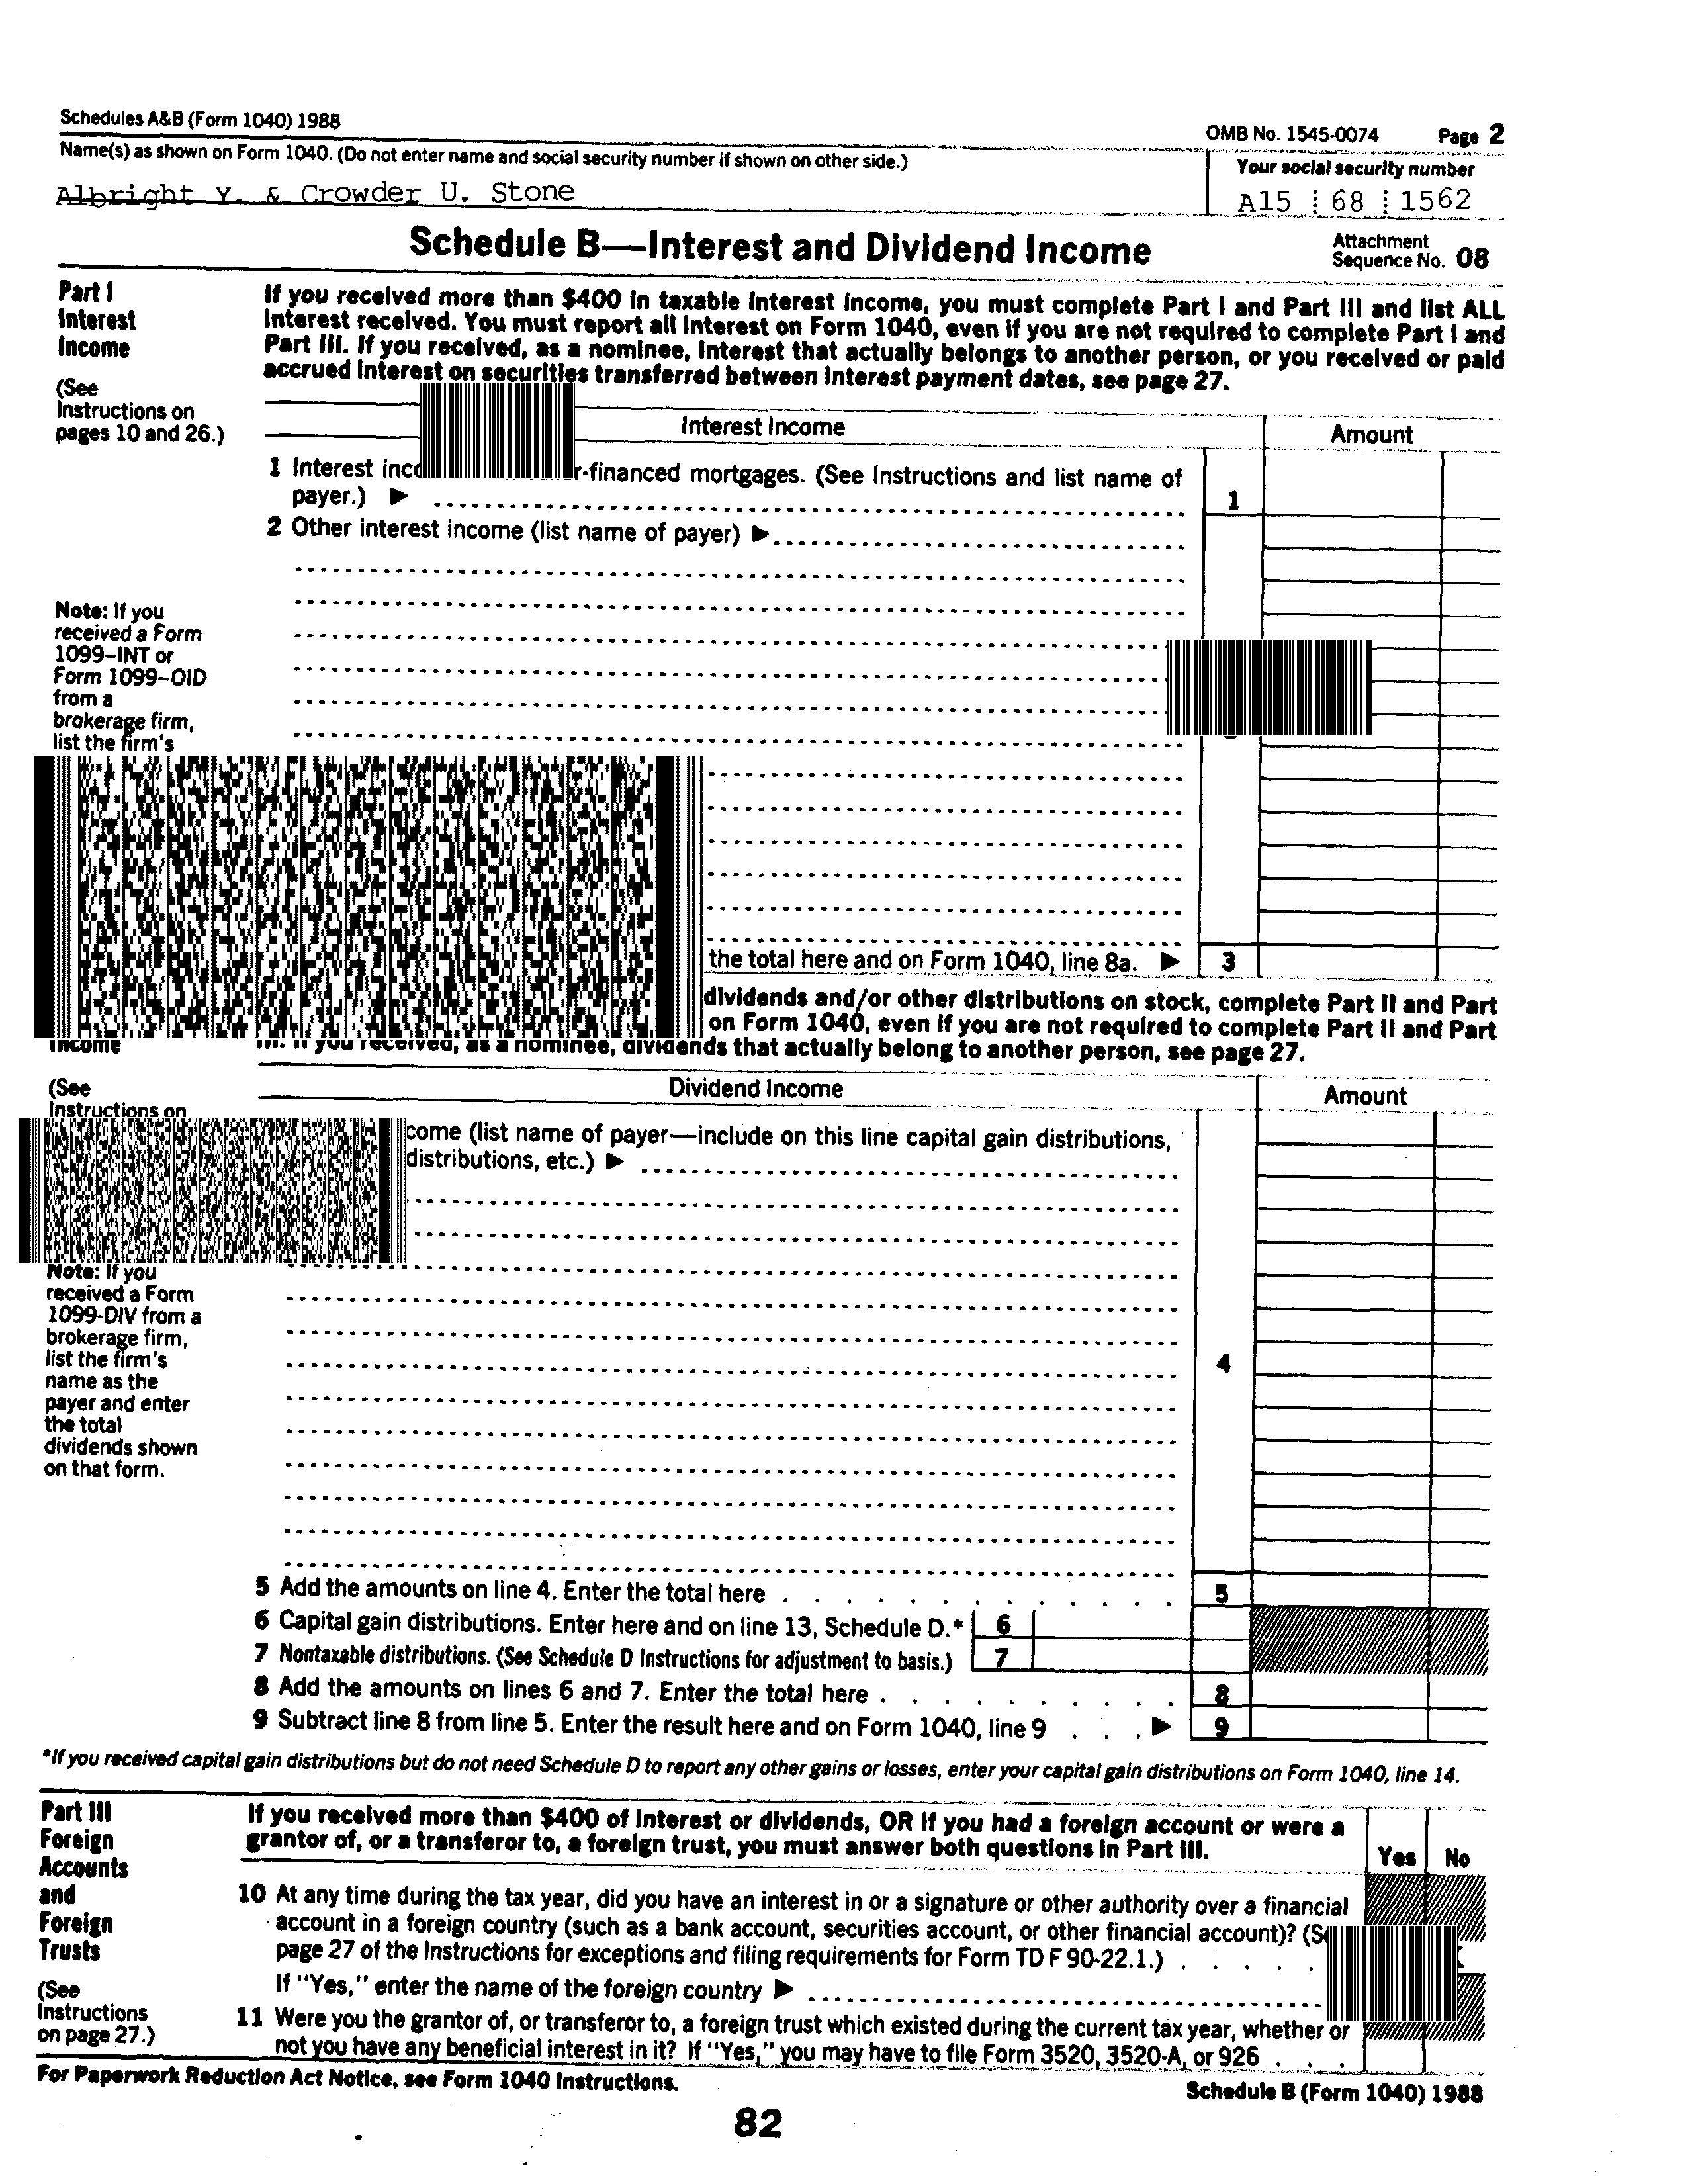 Schedules A&B (Form 1040) 1988
OMB No. 1545-0074 Page 2
Name(s) as shown on Form 1040. (Do not enter name and social security number if shown on other side.)
Your social security number
Albright Y. & Crowder U. Stone
A15 68 1562
Schedule B—Interest and Dividend Income
Attachment
Sequence No. 08
Part I
Interest
Income
(See
Instructions on
pages 10 and 26.)
If you received more than $400 in taxable interest income, you must complete Part I and Part III and list ALL
interest received. You must report all interest on Form 1040, even if you are not required to complete Part I and
Part III. If you received, as a nominee, interest that actually belongs to another person, or you received or paid
accrued interest on securities transferred between interest payment dates, see page 27.
Interest Income
Amount
1 Interest -financed mortgages. (See Instructions and list name of
payer.) ▶
1
2 Other interest income (list name of payer) ▶
Note: If you
received a Form
1099–INT or
Form 1099–OID
from a
brokerage firm,
list the firm's
the total here and on Form 1040, line 8a. ▶
3
dividends and/or other distributions on stock, complete Part II and Part
on Form 1040, even if you are not required to complete Part II and Part
Income
III. If you received, as a nominee, dividends that actually belong to another person, see page 27.
(See
Instructions on
Dividend Income
Amount
(list name of payer—include on this line capital gain distributions,
distributions, etc.) ▶
Note: If you
received a Form
1099-DIV from a
brokerage firm,
list the firm's
name as the
payer and enter
the total
dividends shown
on that form.
4
5 Add the amounts on line 4. Enter the total here
5
6 Capital gain distributions. Enter here and on line 13, Schedule D.*
6
7 Nontaxable distributions. (See Schedule D Instructions for adjustment to basis.)
7
8 Add the amounts on lines 6 and 7. Enter the total here
8
9 Subtract line 8 from line 5. Enter the result here and on Form 1040, line 9 ▶
9
*If you received capital gain distributions but do not need Schedule D to report any other gains or losses, enter your capital gain distributions on Form 1040, line 14.
Part III
Foreign
Accounts
and
Foreign
Trusts
(See
Instructions
on page 27.)
If you received more than $400 of interest or dividends, OR if you had a foreign account or were a
grantor of, or a transferor to, a foreign trust, you must answer both questions in Part III.
Yes No
10 At any time during the tax year, did you have an interest in or a signature or other authority over a financial
account in a foreign country (such as a bank account, securities account, or other financial account)?
page 27 of the Instructions for exceptions and filing requirements for Form TD F 90-22.1.)
If "Yes," enter the name of the foreign country ▶
11 Were you the grantor of, or transferor to, a foreign trust which existed during the current tax year, whether or
not you have any beneficial interest in it? If "Yes," you may have to file Form 3520, 3520-A, or 926
For Paperwork Reduction Act Notice, see Form 1040 Instructions.
Schedule B (Form 1040) 1988
82